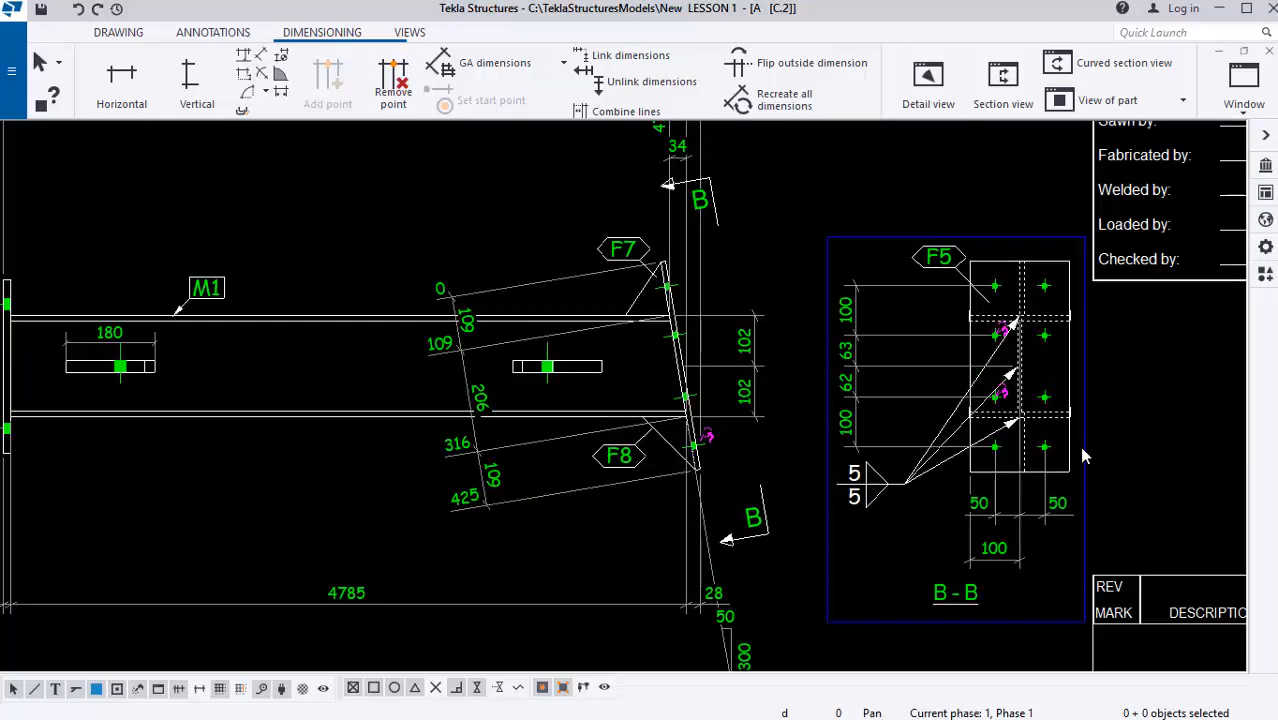 Tekla Structures - C:\TeklaStructuresModels\New LESSON 1 - [A [C.2]]
Log in
DRAWING ANNOTATIONS DIMENSIONING VIEWS
Quick Launch
Horizontal
Vertical
Add point
Remove point
GA dimensions
Set start point
Link dimensions
Unlink dimensions
Combine lines
Flip outside dimension
Recreate all dimensions
Detail view
Section view
Curved section view
View of part
Window
34
B
F7
M1
180
0
109
109
206
316
109
425
102
102
F8
B
4785
28
50
300
F5
100
63
62
100
5
5
50
50
100
B - B
Sawn by:
Fabricated by:
Welded by:
Loaded by:
Checked by:
REV
MARK
DESCRIPTIO
d 0 Pan Current phase: 1, Phase 1 0 + 0 objects selected